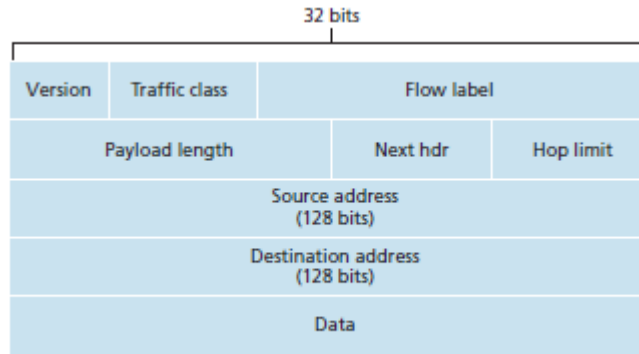 32 bits
Version Traffic class Flow label
Payload length Next hdr Hop limit
Source address
(128 bits)
Destination address
(128 bits)
Data